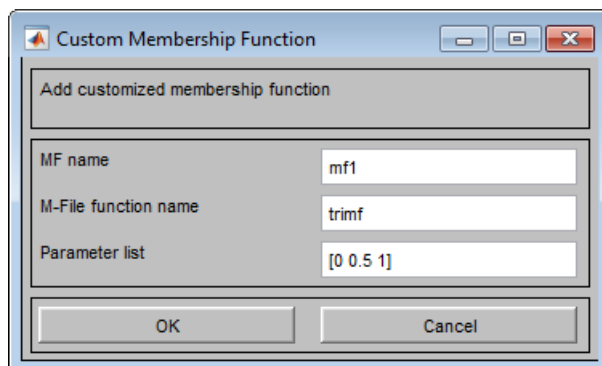 Custom Membership Function
Add customized membership function
MF name
mf1
M-File function name
trimf
Parameter list
[0 0.5 1]
OK
Cancel